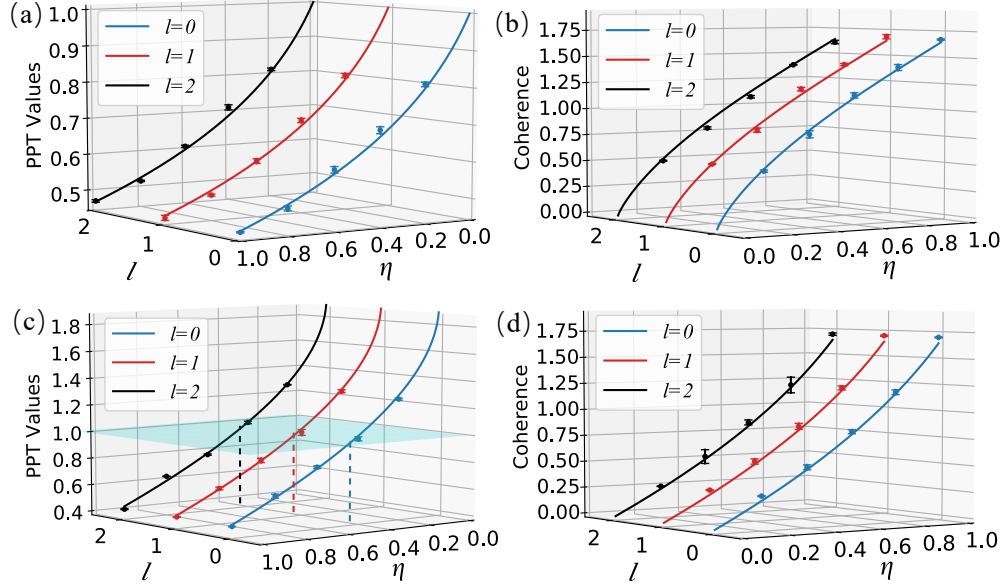 (a)
1.0
0.9
0.8
0.7
0.6
0.5
PPT Values
l=0
l=1
l=2
2
1
0
l
1.0
0.8
0.6
0.4
0.2
0.0
η
(b)
1.75
1.50
1.25
1.00
0.75
0.50
0.25
0.00
Coherence
l=0
l=1
l=2
2
1
0
l
0.0
0.2
0.4
0.6
0.8
1.0
η
(c)
1.8
1.6
1.4
1.2
1.0
0.8
0.6
0.4
PPT Values
l=0
l=1
l=2
2
1
0
l
1.0
0.8
0.6
0.4
0.2
0.0
η
(d)
1.75
1.50
1.25
1.00
0.75
0.50
0.25
0.00
Coherence
l=0
l=1
l=2
2
1
0
l
0.0
0.2
0.4
0.6
0.8
1.0
η